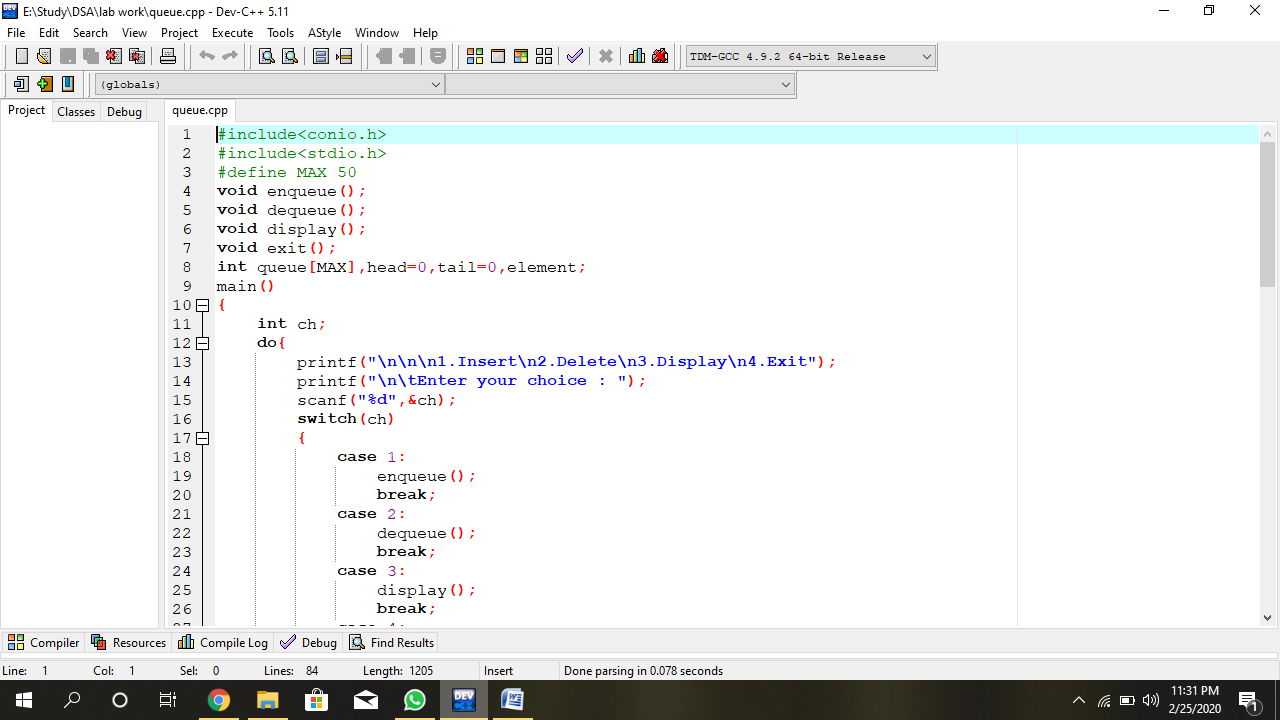 E:\Study\DSA\lab work\queue.cpp - Dev-C++ 5.11
File Edit Search View Project Execute Tools AStyle Window Help
TDM-GCC 4.9.2 64-bit Release
(globals)
Project Classes Debug queue.cpp
1 #include<conio.h>
2 #include<stdio.h>
3 #define MAX 50
4 void enqueue();
5 void dequeue();
6 void display();
7 void exit();
8 int queue[MAX],head=0,tail=0,element;
9 main()
10 {
11 int ch;
12 do{
13 printf("\n\n\n1.Insert\n2.Delete\n3.Display\n4.Exit");
14 printf("\n\tEnter your choice : ");
15 scanf("%d",&ch);
16 switch(ch)
17 {
18 case 1:
19 enqueue();
20 break;
21 case 2:
22 dequeue();
23 break;
24 case 3:
25 display();
26 break;
Compiler Resources Compile Log Debug Find Results
Line: 1 Col: 1 Sel: 0 Lines: 84 Length: 1205 Insert Done parsing in 0.078 seconds
DEV
11:31 PM
2/25/2020
1